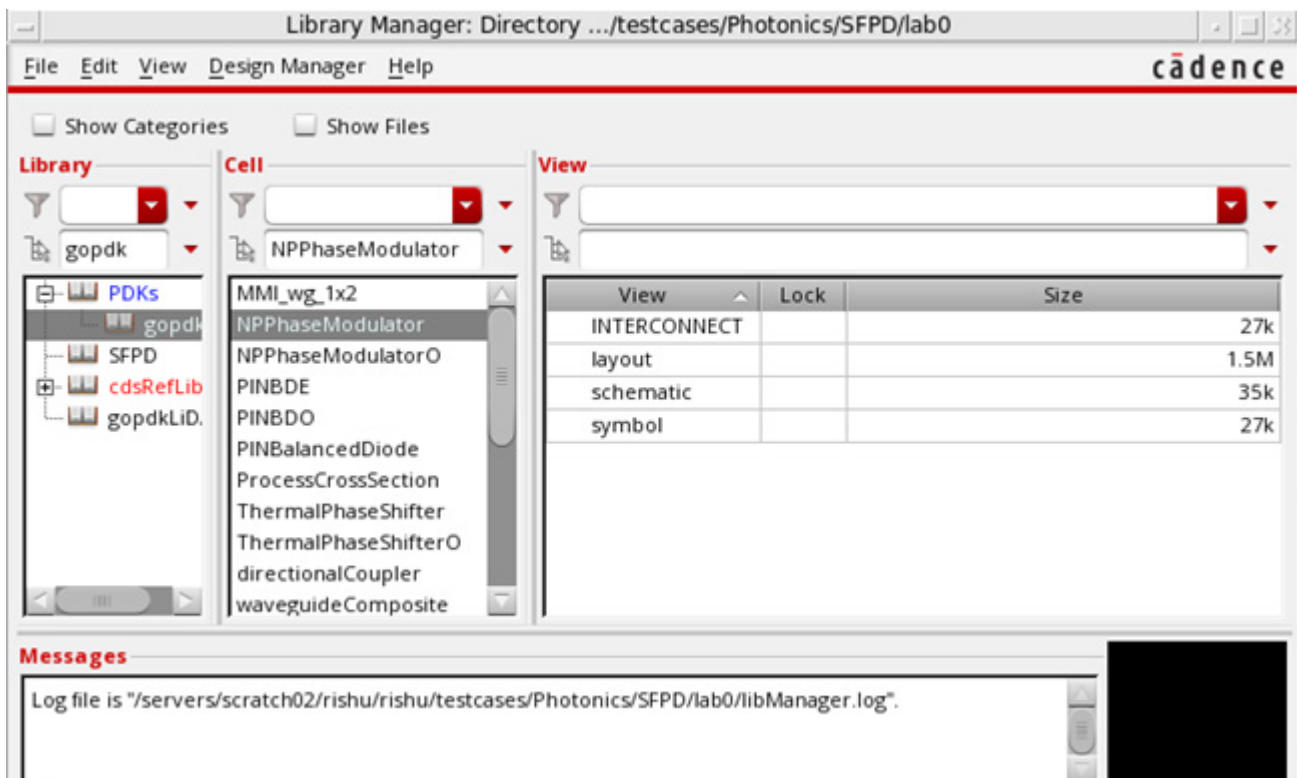 Library Manager: Directory .../testcases/Photonics/SFPD/lab0
File Edit View Design Manager Help
cādence
Show Categories Show Files
Library
gopdk
PDKs
gopdk
SFPD
cdsRefLib
gopdkLiD.
Cell
NPPhaseModulator
MMI_wg_1x2
NPPhaseModulator
NPPhaseModulatorO
PINBDE
PINBDO
PINBalancedDiode
ProcessCrossSection
ThermalPhaseShifter
ThermalPhaseShifterO
directionalCoupler
waveguideComposite
View
View Lock Size
INTERCONNECT 27k
layout 1.5M
schematic 35k
symbol 27k
Messages
Log file is "/servers/scratch02/rishu/rishu/testcases/Photonics/SFPD/lab0/libManager.log".